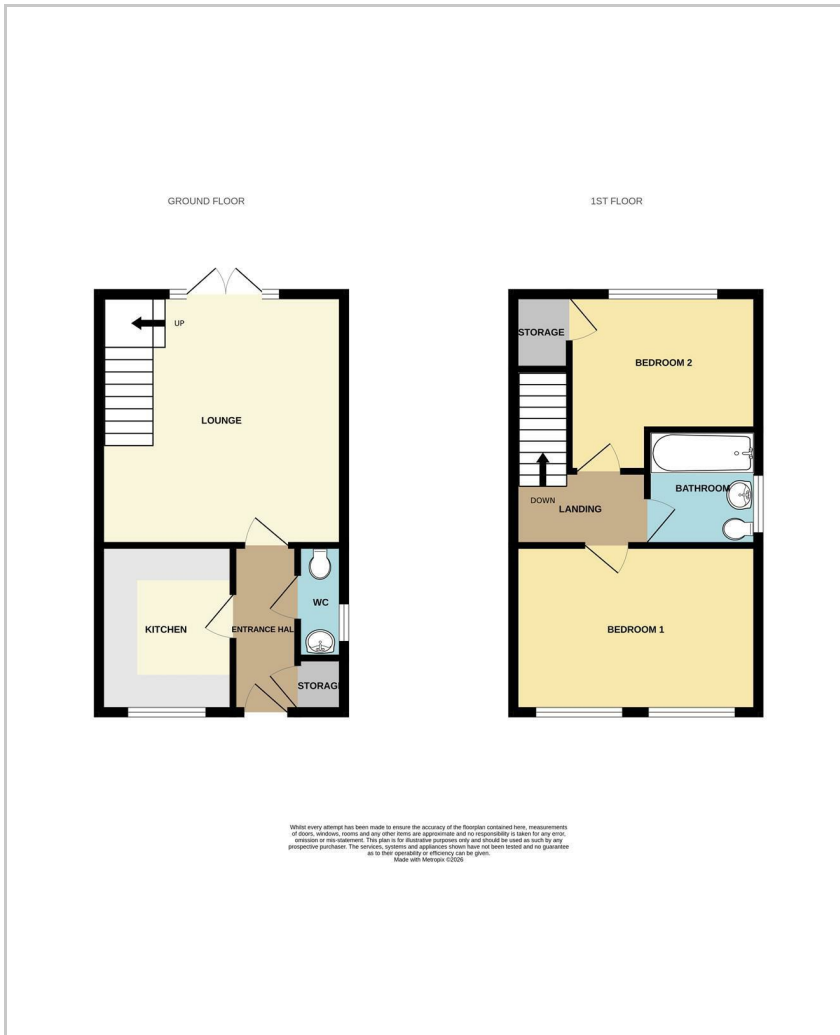 GROUND FLOOR
1ST FLOOR
UP
LOUNGE
KITCHEN
ENTRANCE HALL
WC
STORAGE
STORAGE
BEDROOM 2
BATHROOM
DOWN
LANDING
BEDROOM 1
Whilst every attempt has been made to ensure the accuracy of the floorplan contained here, measurements
of doors, windows, rooms and any other items are approximate and no responsibility is taken for any error,
omission or mis-statement. This plan is for illustrative purposes only and should be used as such by any
prospective purchaser. The services, systems and appliances shown have not been tested and no guarantee
as to their operability or efficiency can be given.
Made with Metropix ©2026